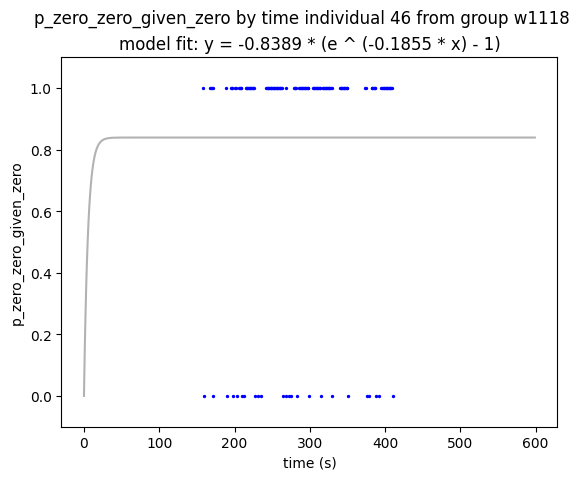 p_zero_zero_given_zero by time individual 46 from group w1118
model fit: y = -0.8389 * (e ^ (-0.1855 * x) - 1)
1.0
0.8
0.6
0.4
0.2
0.0
p_zero_zero_given_zero
0 100 200 300 400 500 600
time (s)